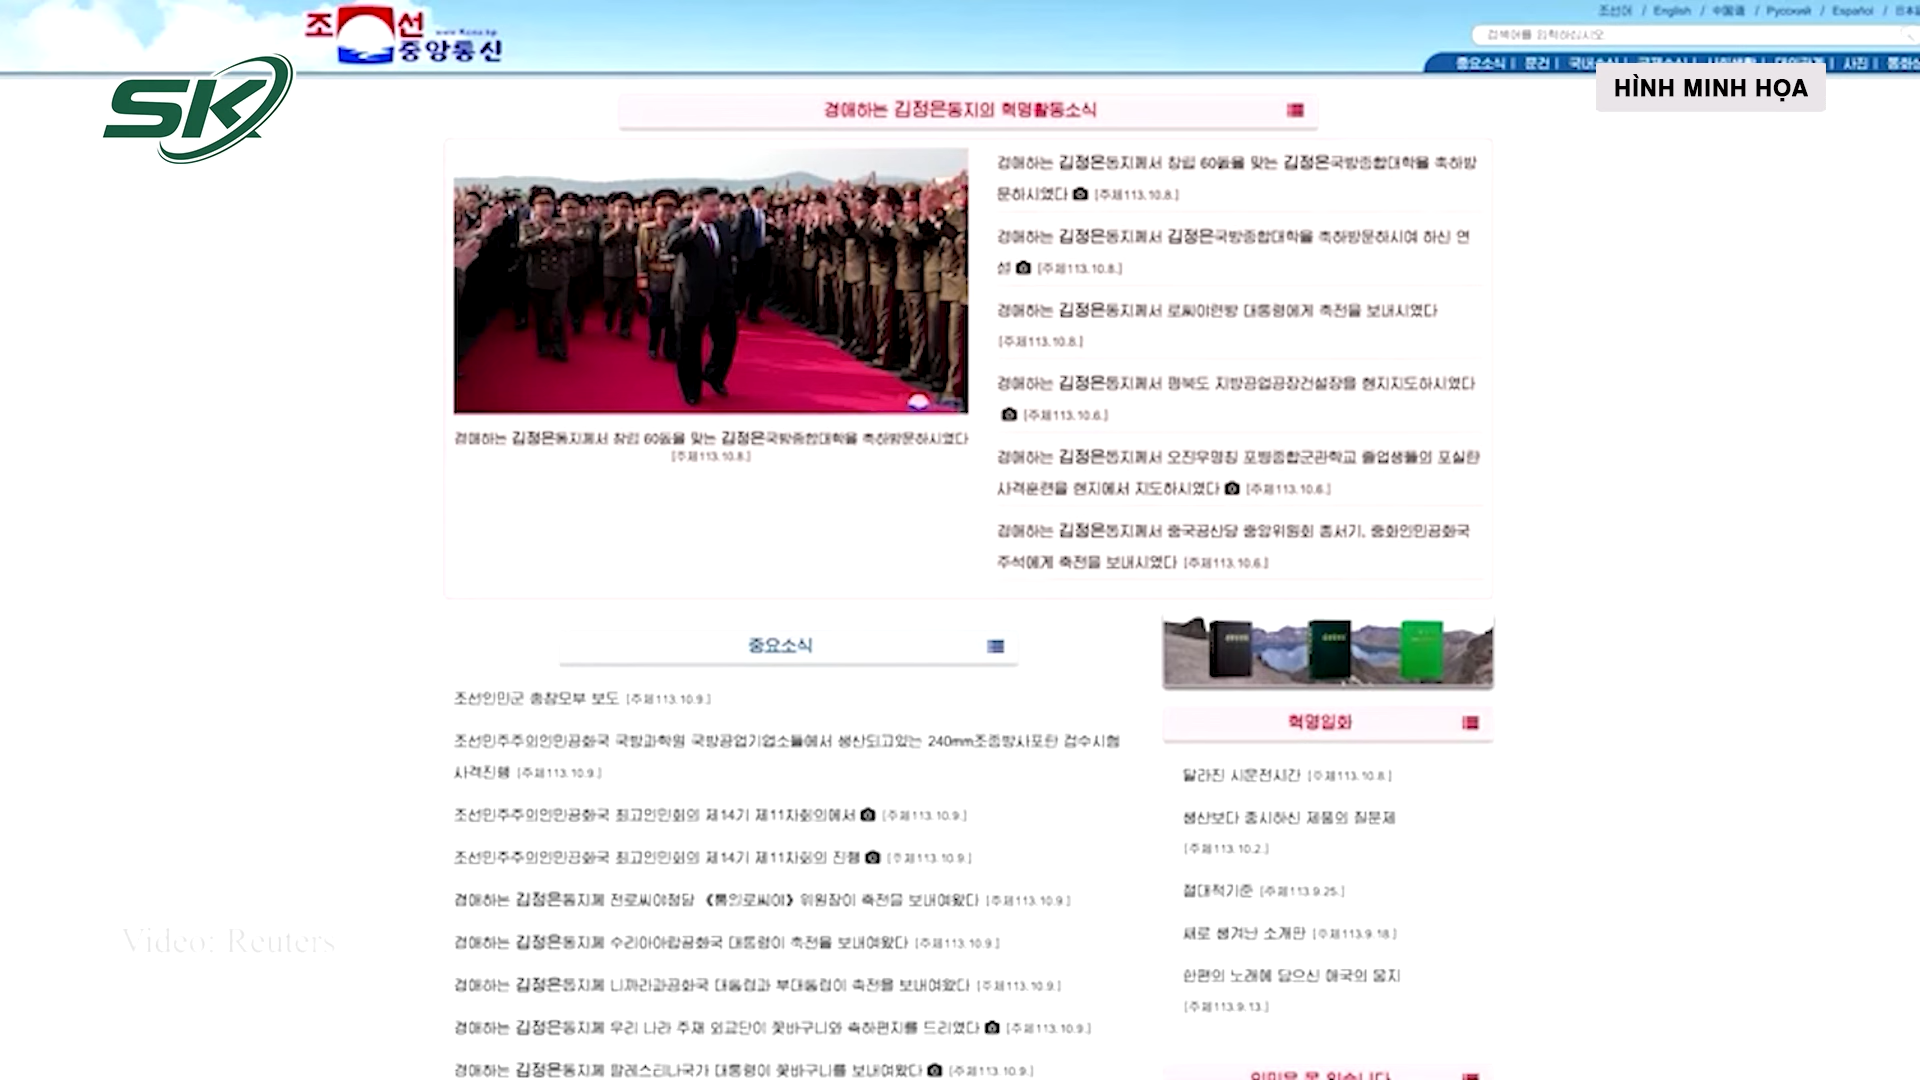 조선어 / English / 中国语 / Русский / Español /
조선
www.kcna.kp
중앙통신
검색어를 입력하십시오
중요소식 | 문건 | 국내소식 | | 사진 |
SK
HÌNH MINH HỌA
경애하는 김정은동지의 혁명활동소식
경애하는 김정은동지께서 창립 60돐을 맞는 김정은국방종합대학을 축하방
문하시였다 [주체113.10.8.]
경애하는 김정은동지께서 김정은국방종합대학을 축하방문하시여 하신 연
설 [주체113.10.8.]
경애하는 김정은동지께서 로씨야련방 대통령에게 축전을 보내시였다
[주체113.10.8.]
경애하는 김정은동지께서 평북도 지방공업공장건설장을 현지지도하시였다
[주체113.10.6.]
경애하는 김정은동지께서 오진우명칭 포병종합군관학교 졸업생들의 포실탄
사격훈련을 현지에서 지도하시였다 [주체113.10.6.]
경애하는 김정은동지께서 중국공산당 중앙위원회 총서기, 중화인민공화국
주석에게 축전을 보내시였다 [주체113.10.6.]
경애하는 김정은동지께서 창립 60돐을 맞는 김정은국방종합대학을 축하방문하시였다
[주체113.10.8.]
중요소식
조선인민군 총참모부 보도 [주체113.10.9.]
조선민주주의인민공화국 국방과학원 국방공업기업소들에서 생산되고있는 240mm조종방사포탄 검수시험
사격진행 [주체113.10.9.]
조선민주주의인민공화국 최고인민회의 제14기 제11차회의에서 [주체113.10.9.]
조선민주주의인민공화국 최고인민회의 제14기 제11차회의 진행 [주체113.10.9.]
경애하는 김정은동지께 전로씨야정당 《통일로씨야》 위원장이 축전을 보내여왔다 [주체113.10.9.]
경애하는 김정은동지께 수리아아랍공화국 대통령이 축전을 보내여왔다 [주체113.10.9.]
경애하는 김정은동지께 니까라과공화국 대통령과 부대통령이 축전을 보내여왔다 [주체113.10.9.]
경애하는 김정은동지께 우리 나라 주재 외교단이 꽃바구니와 축하편지를 드리였다 [주체113.10.9.]
경애하는 김정은동지께 팔레스티나국가 대통령이 꽃바구니를 보내여왔다 [주체113.10.9.]
혁명일화
달라진 시운전시간 [주체113.10.8.]
생산보다 중시하신 제품의 질문제
[주체113.10.2.]
절대적기준 [주체113.9.25.]
새로 생겨난 소개판 [주체113.9.18.]
한편의 노래에 담으신 애국의 뭉지
[주체113.9.13.]
Video: Reuters